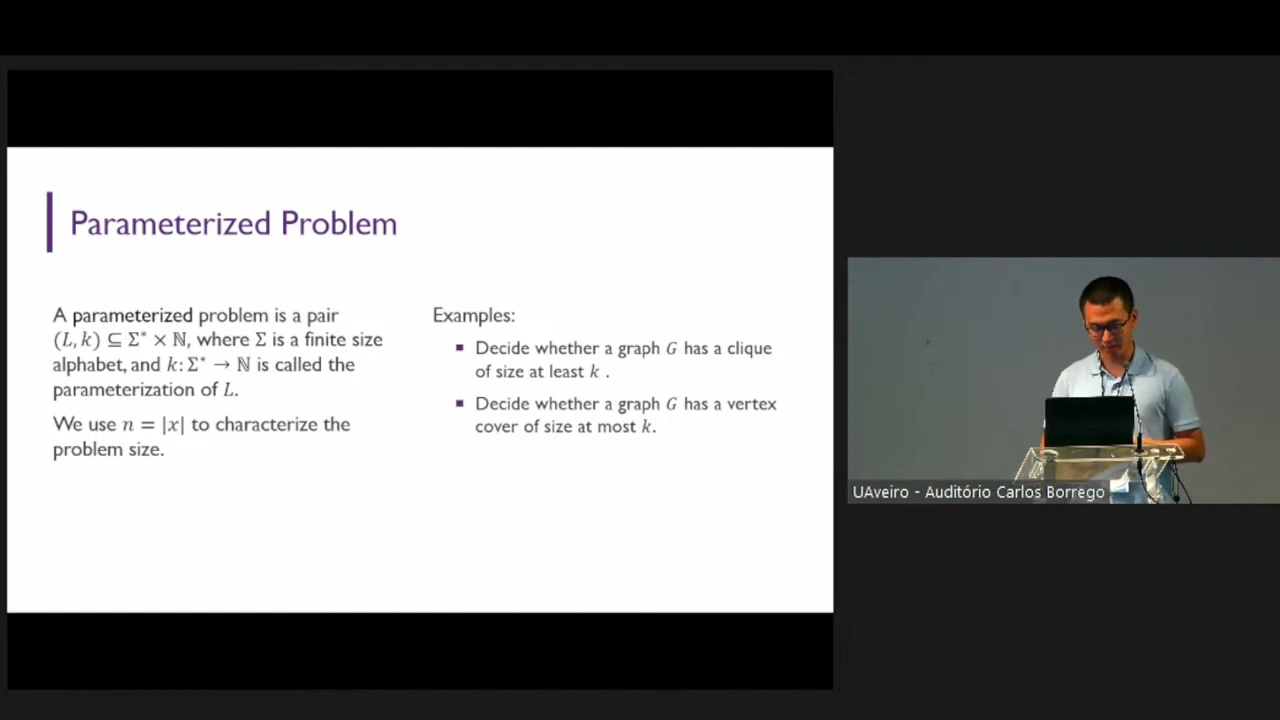 Parameterized Problem
A parameterized problem is a pair
(L, k) ⊆ Σ* × ℕ, where Σ is a finite size
alphabet, and k: Σ* → ℕ is called the
parameterization of L.
We use n = |x| to characterize the
problem size.
Examples:
▪ Decide whether a graph G has a clique
of size at least k .
▪ Decide whether a graph G has a vertex
cover of size at most k.
UAveiro - Auditório Carlos Borrego